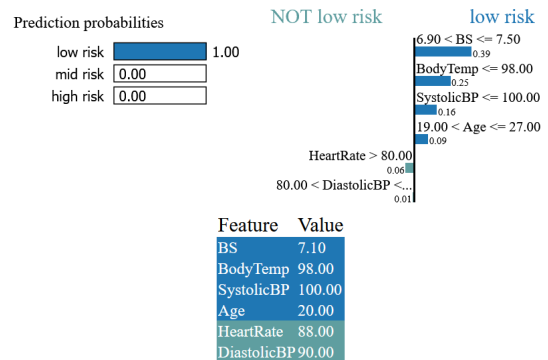 Prediction probabilities
low risk 1.00
mid risk 0.00
high risk 0.00
NOT low risk low risk
6.90 < BS <= 7.50
0.39
BodyTemp <= 98.00
0.25
SystolicBP <= 100.00
0.16
19.00 < Age <= 27.00
0.09
HeartRate > 80.00
0.06
80.00 < DiastolicBP <...
0.01
Feature Value
BS 7.10
BodyTemp 98.00
SystolicBP 100.00
Age 20.00
HeartRate 88.00
DiastolicBP 90.00